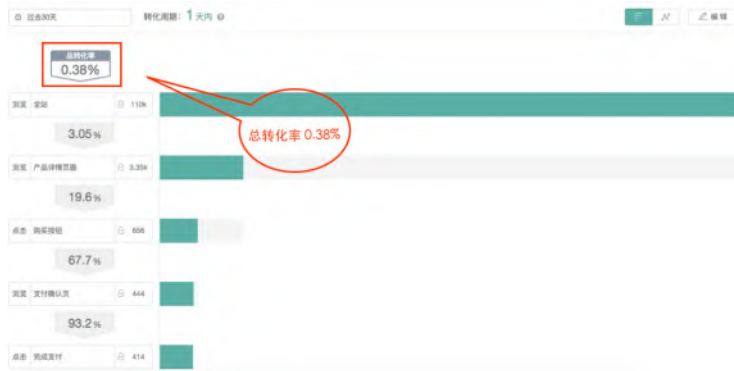 过去30天
转化周期: 1 天内
编辑
总转化率
0.38%
浏览 全站 110k
3.05%
总转化率 0.38%
浏览 产品详情页面 3.35k
19.6%
点击 购买按钮 656
67.7%
浏览 支付确认页 444
93.2%
点击 完成支付 414